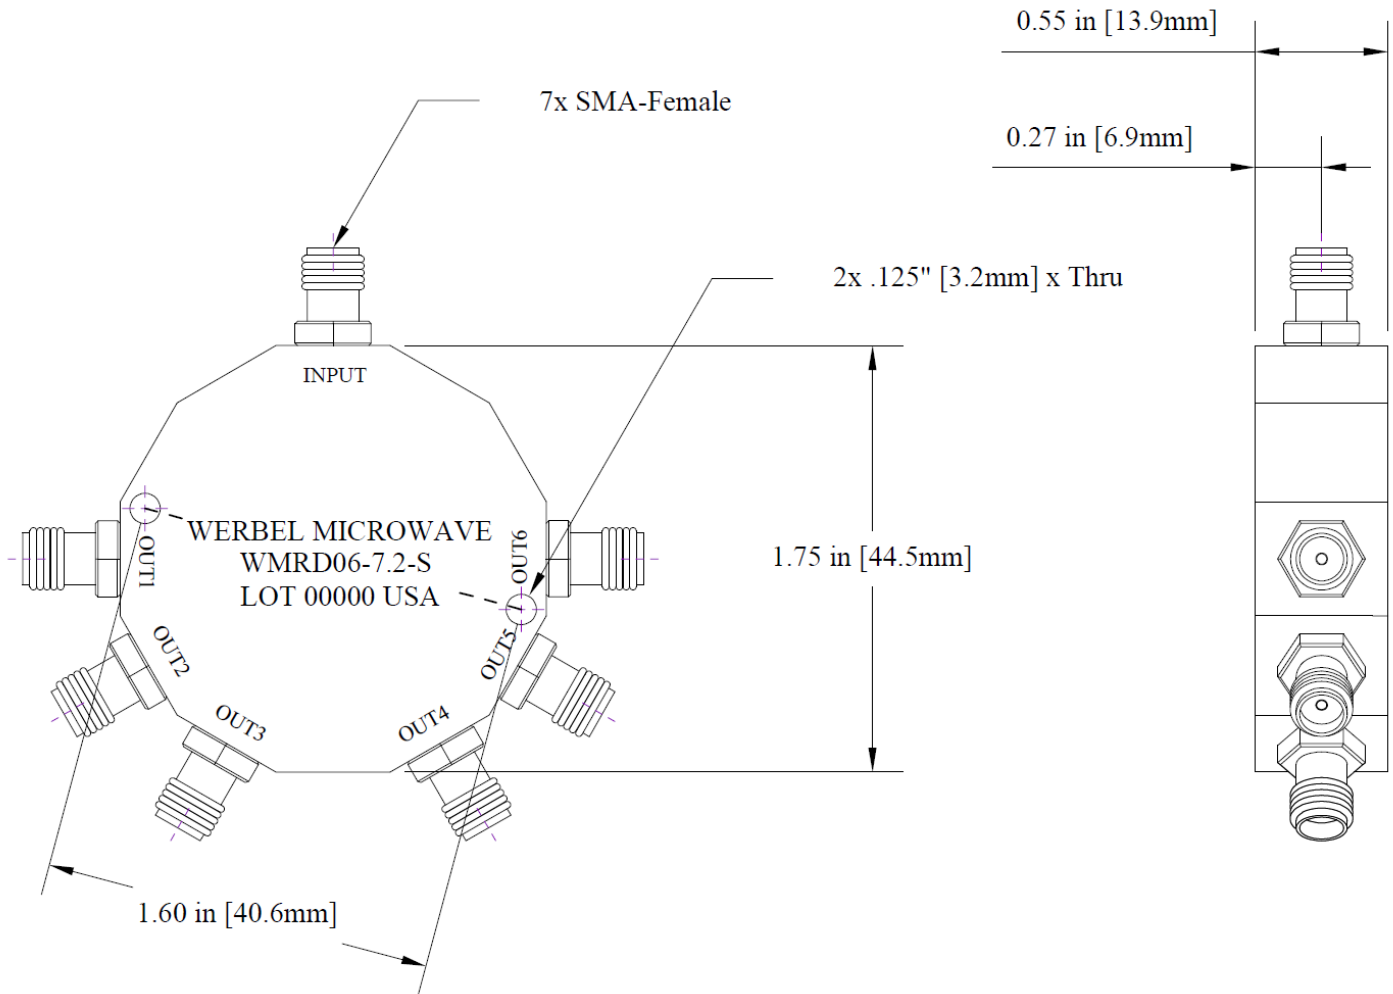 0.55 in [13.9mm]
7x SMA-Female
0.27 in [6.9mm]
2x .125" [3.2mm] x Thru
INPUT
WERBEL MICROWAVE
WMRD06-7.2-S
LOT 00000 USA
OUT1
OUT6
1.75 in [44.5mm]
OUT2
OUT5
OUT3
OUT4
1.60 in [40.6mm]